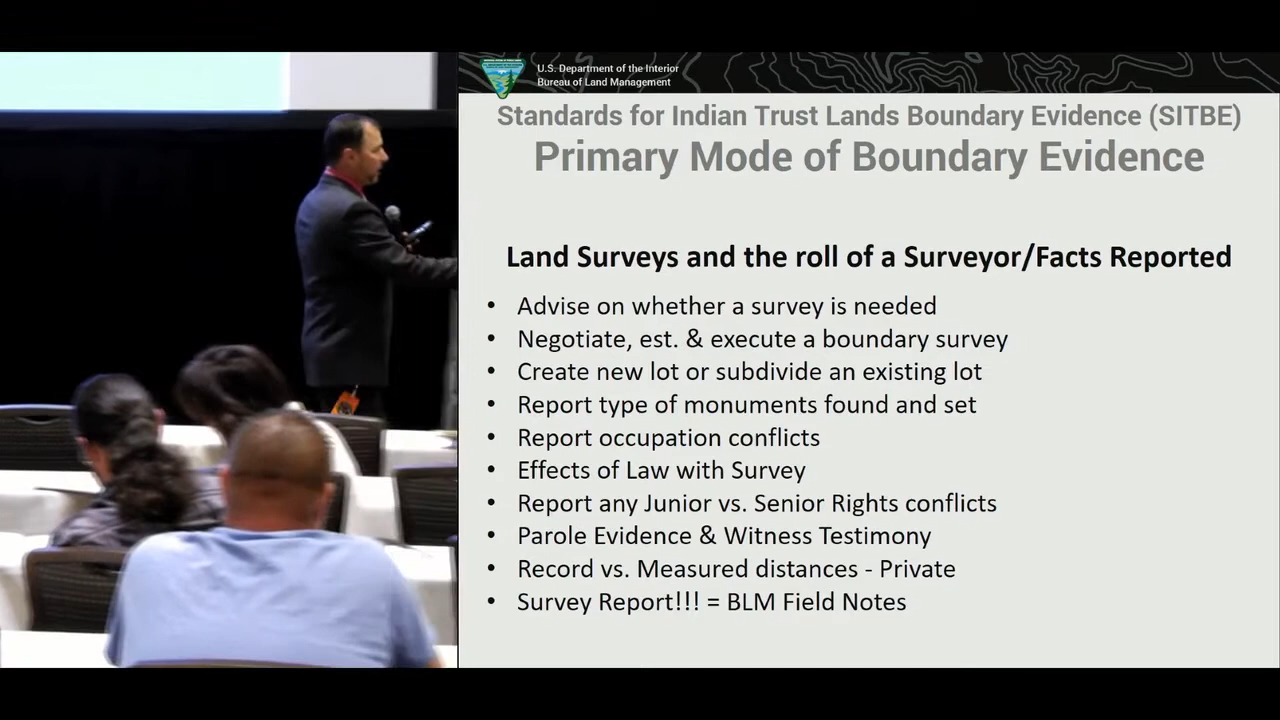 U.S. Department of the Interior
Bureau of Land Management
Standards for Indian Trust Lands Boundary Evidence (SITBE)
Primary Mode of Boundary Evidence
Land Surveys and the roll of a Surveyor/Facts Reported
• Advise on whether a survey is needed
• Negotiate, est. & execute a boundary survey
• Create new lot or subdivide an existing lot
• Report type of monuments found and set
• Report occupation conflicts
• Effects of Law with Survey
• Report any Junior vs. Senior Rights conflicts
• Parole Evidence & Witness Testimony
• Record vs. Measured distances - Private
• Survey Report!!! = BLM Field Notes